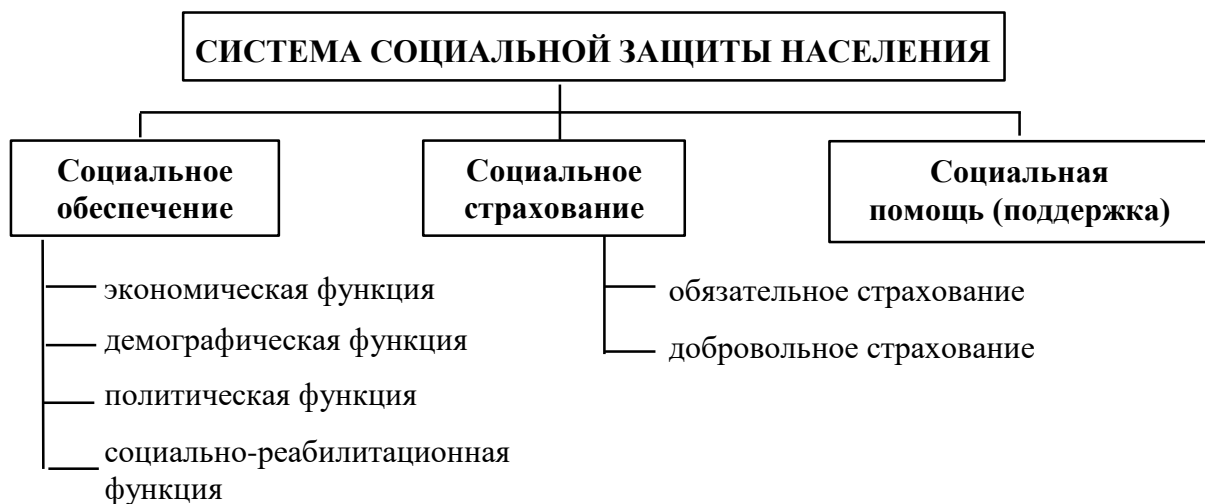 СИСТЕМА СОЦИАЛЬНОЙ ЗАЩИТЫ НАСЕЛЕНИЯ
Социальное
обеспечение
Социальное
страхование
Социальная
помощь (поддержка)
экономическая функция
демографическая функция
политическая функция
социально-реабилитационная
функция
обязательное страхование
добровольное страхование